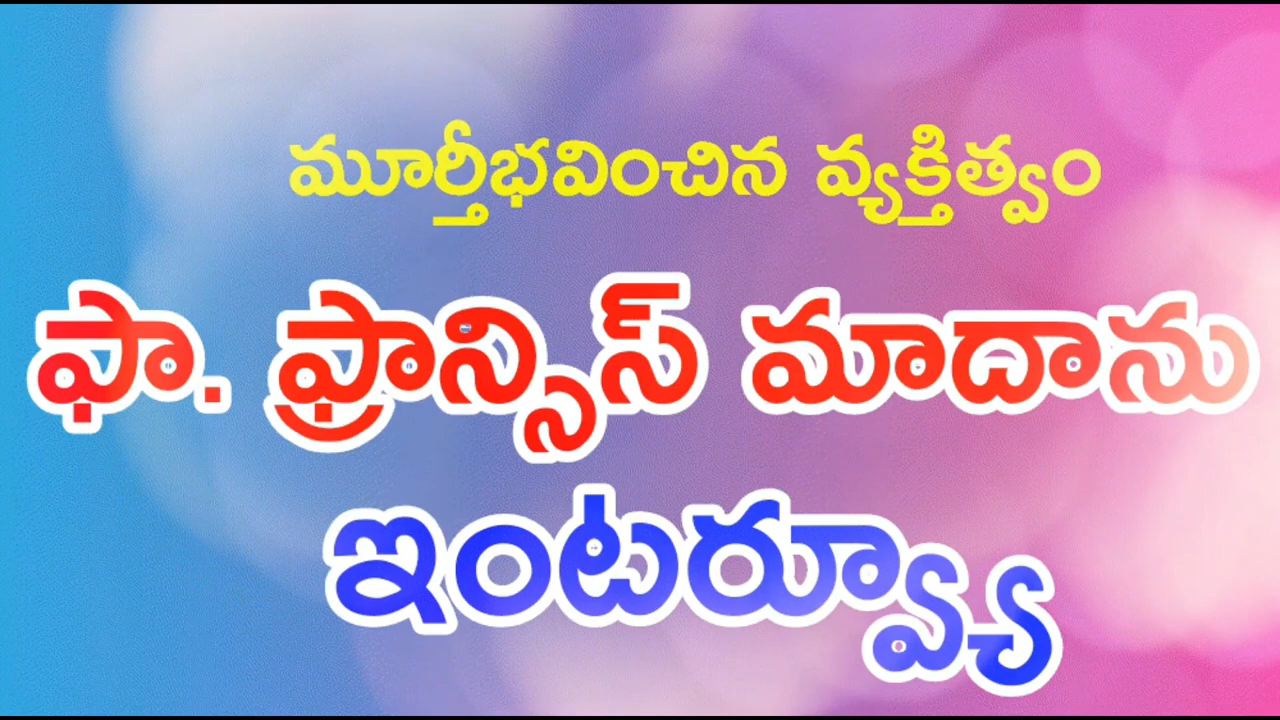 మూర్తీభవించిన వ్యక్తిత్వం
ఫా. ఫ్రాన్సిస్ మాదాను
ఇంటర్వ్యూ